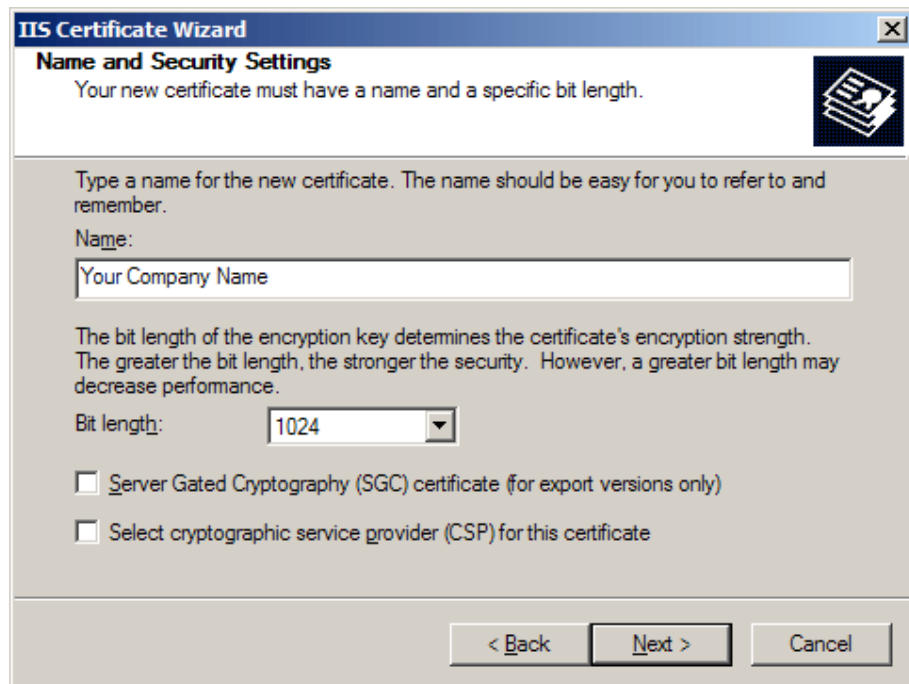 IIS Certificate Wizard
Name and Security Settings
Your new certificate must have a name and a specific bit length.
Type a name for the new certificate. The name should be easy for you to refer to and
remember.
Name:
Your Company Name
The bit length of the encryption key determines the certificate's encryption strength.
The greater the bit length, the stronger the security.  However, a greater bit length may
decrease performance.
Bit length:
1024
Server Gated Cryptography (SGC) certificate (for export versions only)
Select cryptographic service provider (CSP) for this certificate
< Back
Next >
Cancel